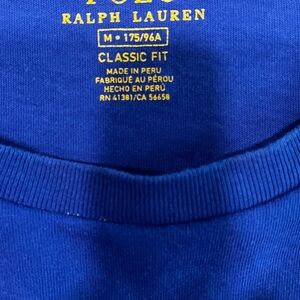 POLO
RALPH LAUREN
M • 175/96A
CLASSIC FIT
MADE IN PERU
FABRIQUÉ AU PÉROU
HECHO EN PERÚ
RN 41381/CA 56658